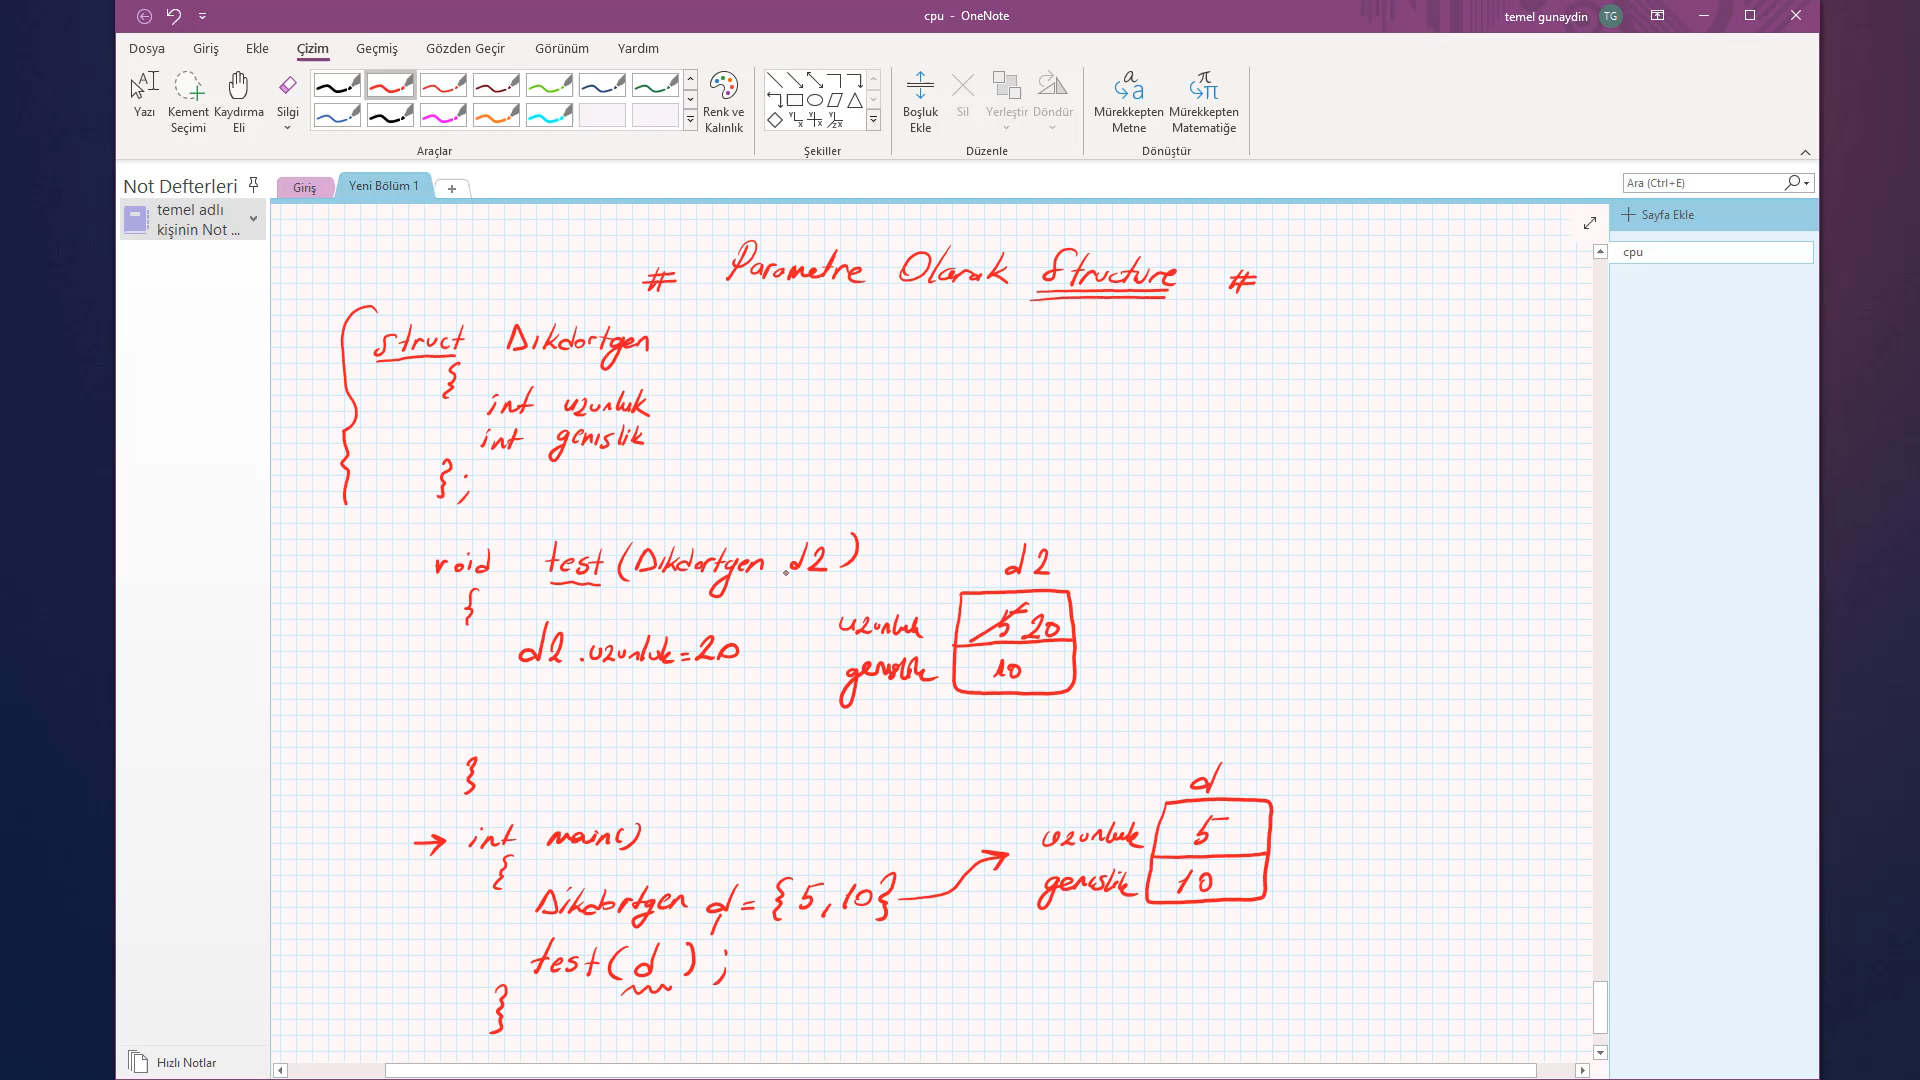 cpu - OneNote
temel gunaydin TG
Dosya Giriş Ekle Çizim Geçmiş Gözden Geçir Görünüm Yardım
Yazı
Kement Seçimi
Kaydırma Eli
Silgi
Renk ve Kalınlık
Boşluk Ekle
Sil
Yerleştir
Döndür
Mürekkepten Metne
Mürekkepten Matematiğe
Araçlar Şekiller Düzenle Dönüştür
Not Defterleri
temel adlı
kişinin Not ...
Giriş Yeni Bölüm 1
Ara (Ctrl+E)
Sayfa Ekle
cpu
# Parametre Olarak Structure #
struct Dikdortgen
{
int uzunluk
int genislik
};
void test(Dikdortgen d2)
{
d2.uzunluk=20
}
d2
uzunluk 5 20
genislik 10
→ int main()
{
Dikdortgen d = {5,10}
test(d);
}
d
uzunluk 5
genislik 10
Hızlı Notlar